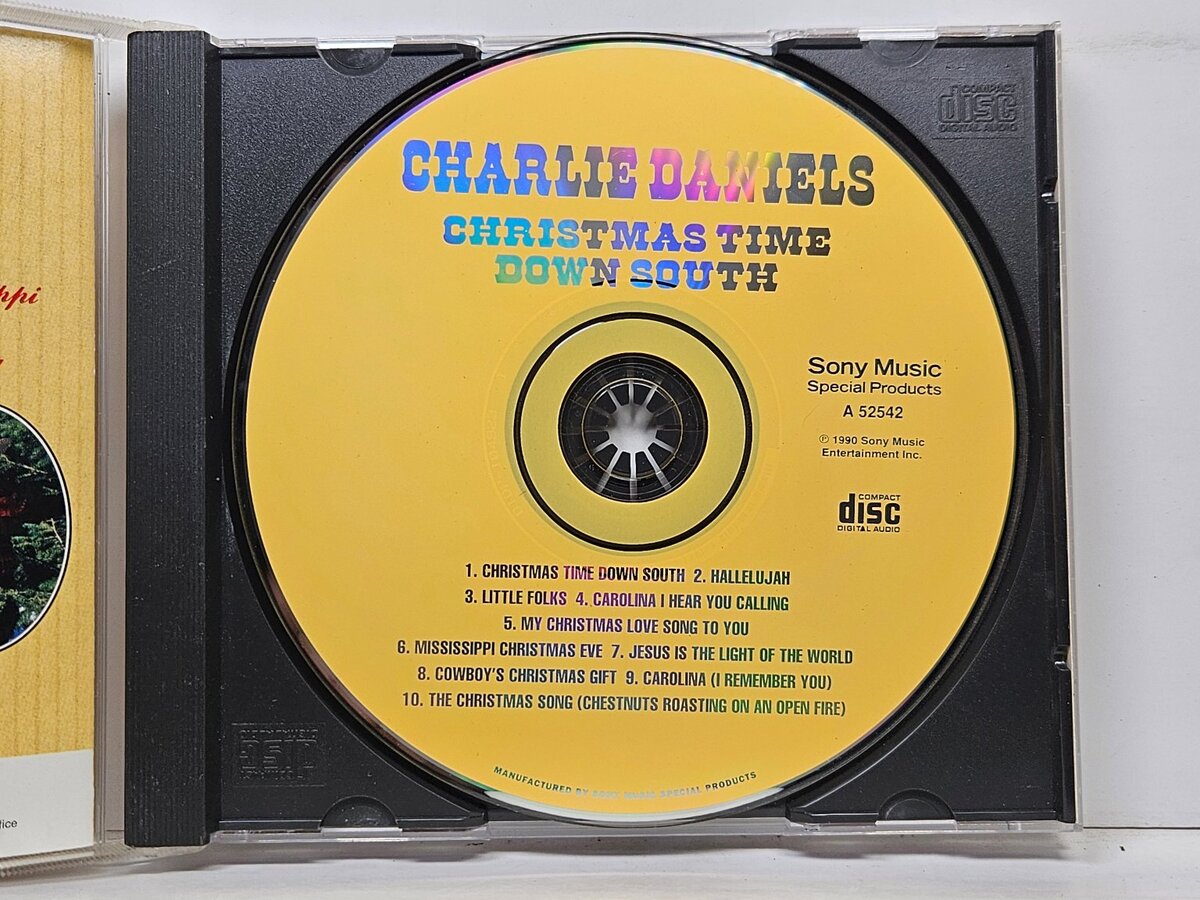 CHARLIE DANIELS
CHRISTMAS TIME
DOWN SOUTH
Sony Music
Special Products
A 52542
℗ 1990 Sony Music
Entertainment Inc.
COMPACT
disc
DIGITAL AUDIO
1. CHRISTMAS TIME DOWN SOUTH 2. HALLELUJAH
3. LITTLE FOLKS 4. CAROLINA I HEAR YOU CALLING
5. MY CHRISTMAS LOVE SONG TO YOU
6. MISSISSIPPI CHRISTMAS EVE 7. JESUS IS THE LIGHT OF THE WORLD
8. COWBOY'S CHRISTMAS GIFT 9. CAROLINA (I REMEMBER YOU)
10. THE CHRISTMAS SONG (CHESTNUTS ROASTING ON AN OPEN FIRE)
MANUFACTURED BY SONY MUSIC SPECIAL PRODUCTS
COMPACT
disc
DIGITAL AUDIO